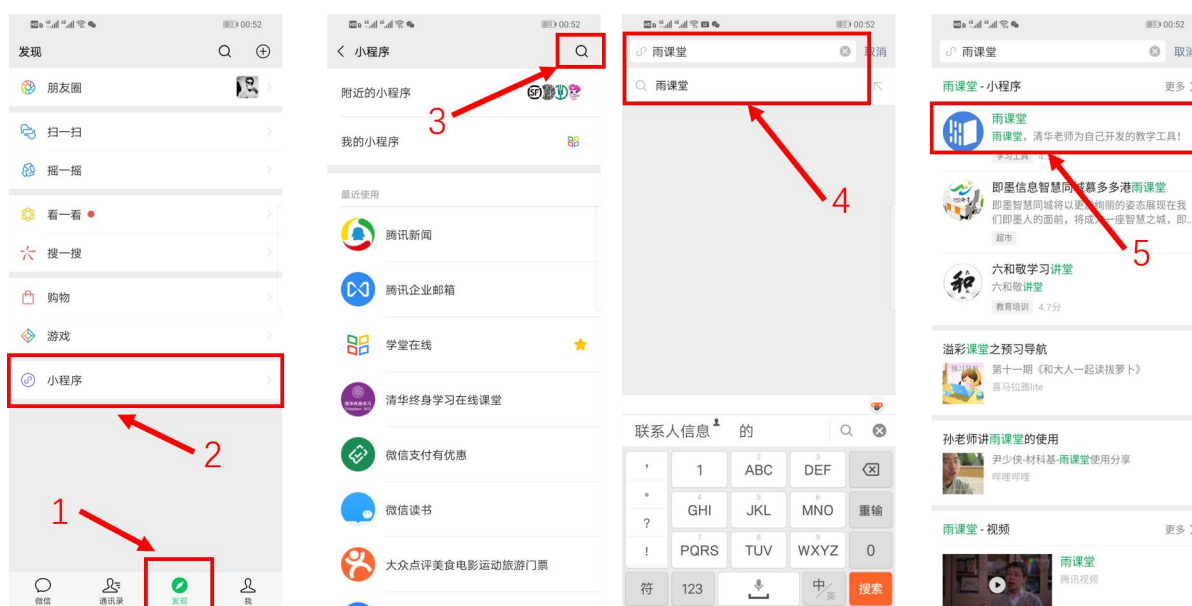 00:52
发现
朋友圈
扫一扫
摇一摇
看一看
搜一搜
购物
游戏
小程序
2
1
微信
通讯录
发现
我
00:52
小程序
3
附近的小程序
我的小程序
最近使用
腾讯新闻
腾讯企业邮箱
学堂在线
清华终身学习在线课堂
微信支付有优惠
微信读书
大众点评美食电影运动旅游门票
00:52
雨课堂
取消
雨课堂
4
联系人信息 的
, 1 ABC DEF
。 GHI JKL MNO 重输
?
! PQRS TUV WXYZ 0
符 123 中/英 搜索
00:52
雨课堂
取消
雨课堂 - 小程序 更多
雨课堂
雨课堂，清华老师为自己开发的教学工具！
学习工具
即墨信息智慧同城慕多多港雨课堂
即墨智慧同城将以更加绚丽的姿态展现在我
们即墨人的面前，将成为一座智慧之城，即...
超市
5
六和敬学习讲堂
六和敬讲堂
教育培训 4.7分
溢彩课堂之预习导航
第十一期《和大人一起读拔萝卜》
喜马拉雅lite
孙老师讲雨课堂的使用
尹少侠-材料基-雨课堂使用分享
哔哩哔哩
雨课堂 - 视频 更多
雨课堂
腾讯视频